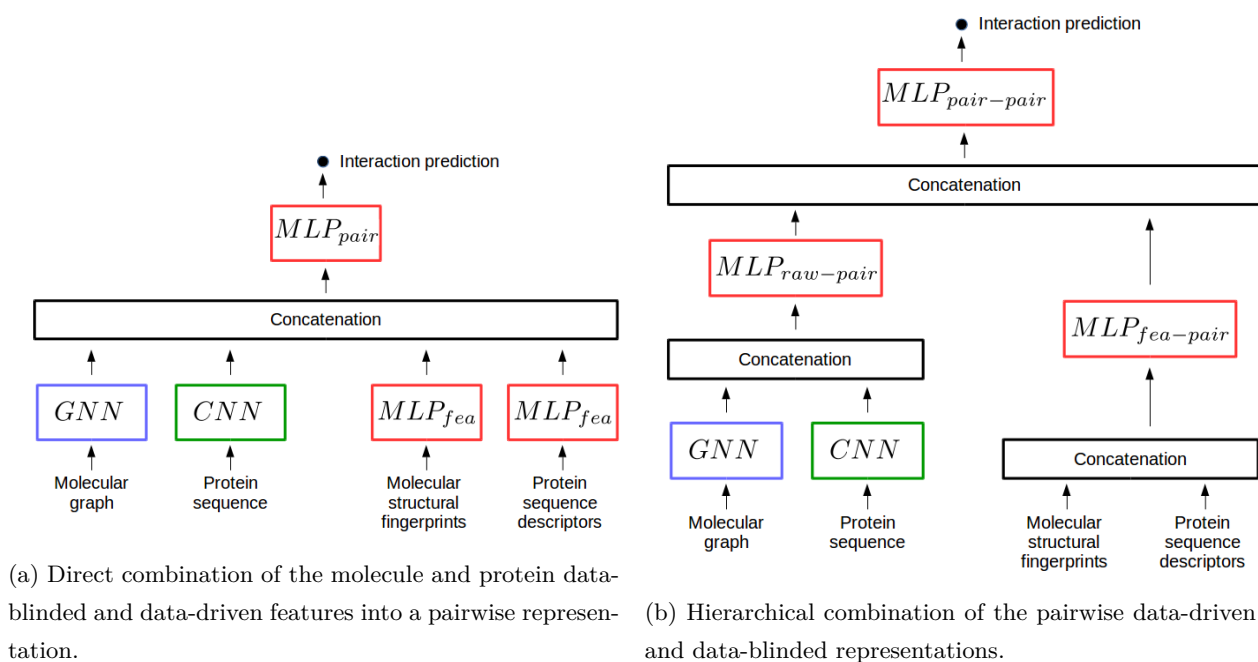 Interaction prediction
MLP_pair
Concatenation
GNN
CNN
MLP_fea
MLP_fea
Molecular
graph
Protein
sequence
Molecular
structural
fingerprints
Protein
sequence
descriptors
(a) Direct combination of the molecule and protein data-
blinded and data-driven features into a pairwise represen-
tation.
Interaction prediction
MLP_pair−pair
Concatenation
MLP_raw−pair
MLP_fea−pair
Concatenation
GNN
CNN
Concatenation
Molecular
graph
Protein
sequence
Molecular
structural
fingerprints
Protein
sequence
descriptors
(b) Hierarchical combination of the pairwise data-driven
and data-blinded representations.